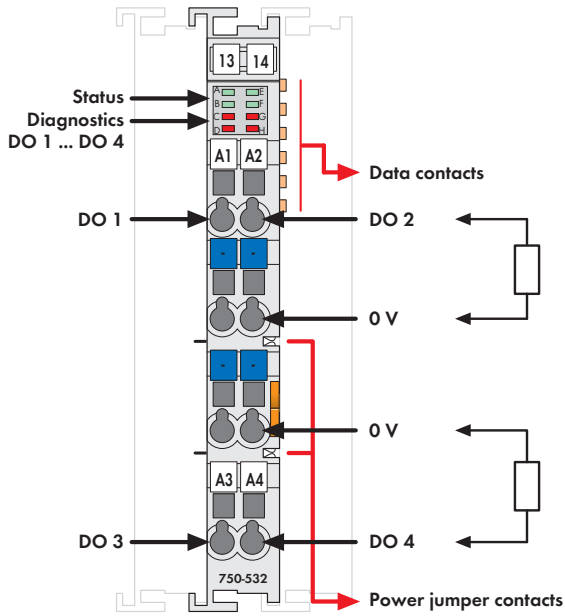 13 14
A E
B F
C G
D H
Status
Diagnostics
DO 1 ... DO 4
A1 A2
Data contacts
DO 1
DO 2
- -
0 V
- -
0 V
A3 A4
DO 3
DO 4
750-532
Power jumper contacts